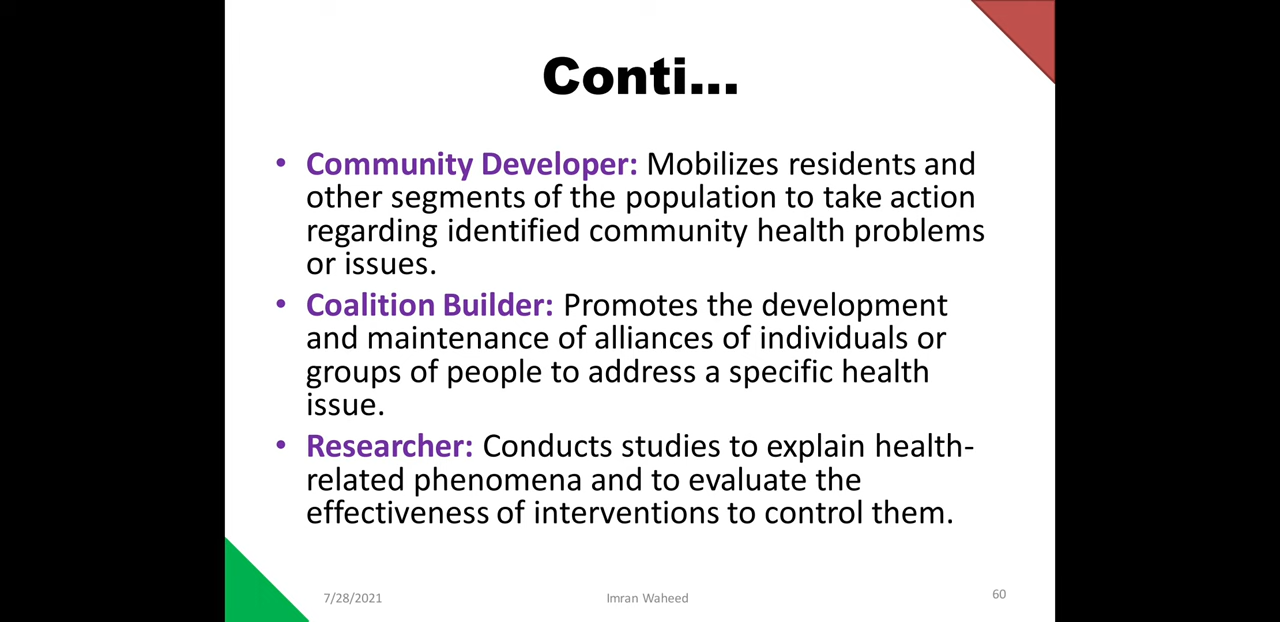 Conti...
• Community Developer: Mobilizes residents and
other segments of the population to take action
regarding identified community health problems
or issues.
• Coalition Builder: Promotes the development
and maintenance of alliances of individuals or
groups of people to address a specific health
issue.
• Researcher: Conducts studies to explain health-
related phenomena and to evaluate the
effectiveness of interventions to control them.
7/28/2021
Imran Waheed
60